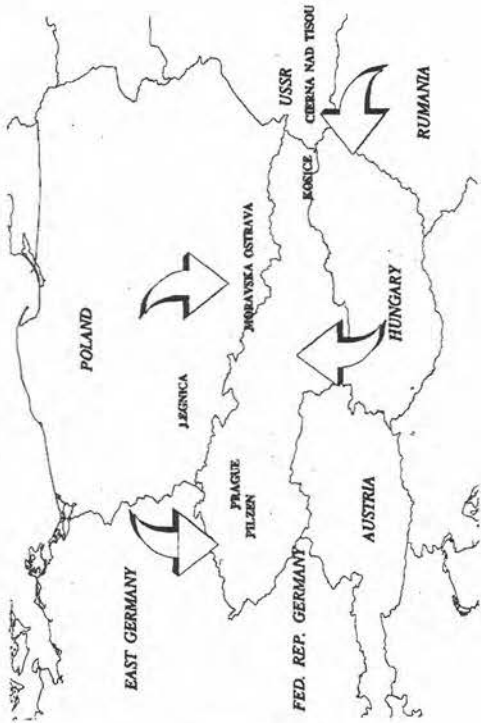 POLAND
EAST GERMANY
LEGNICA
MORAVSKA OSTRAVA
USSR
CIERNA NAD TISOU
PRAGUE
PILZEN
KOSICE
FED. REP. GERMANY
AUSTRIA
HUNGARY
RUMANIA